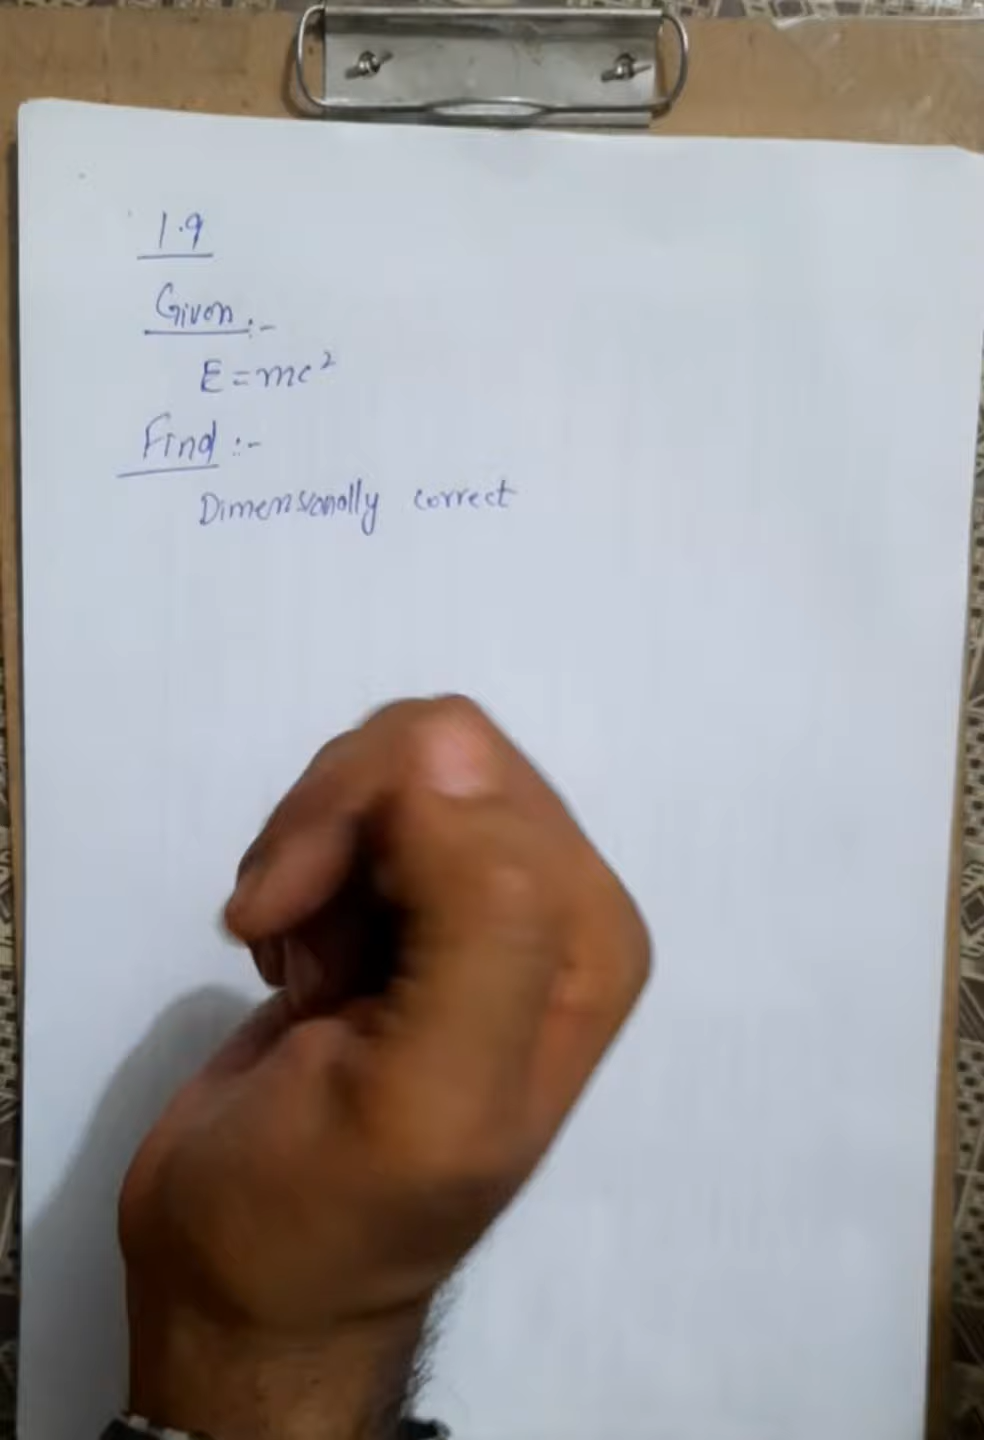 1.9
Given :-
E = mc²
Find :-
Dimensionally correct